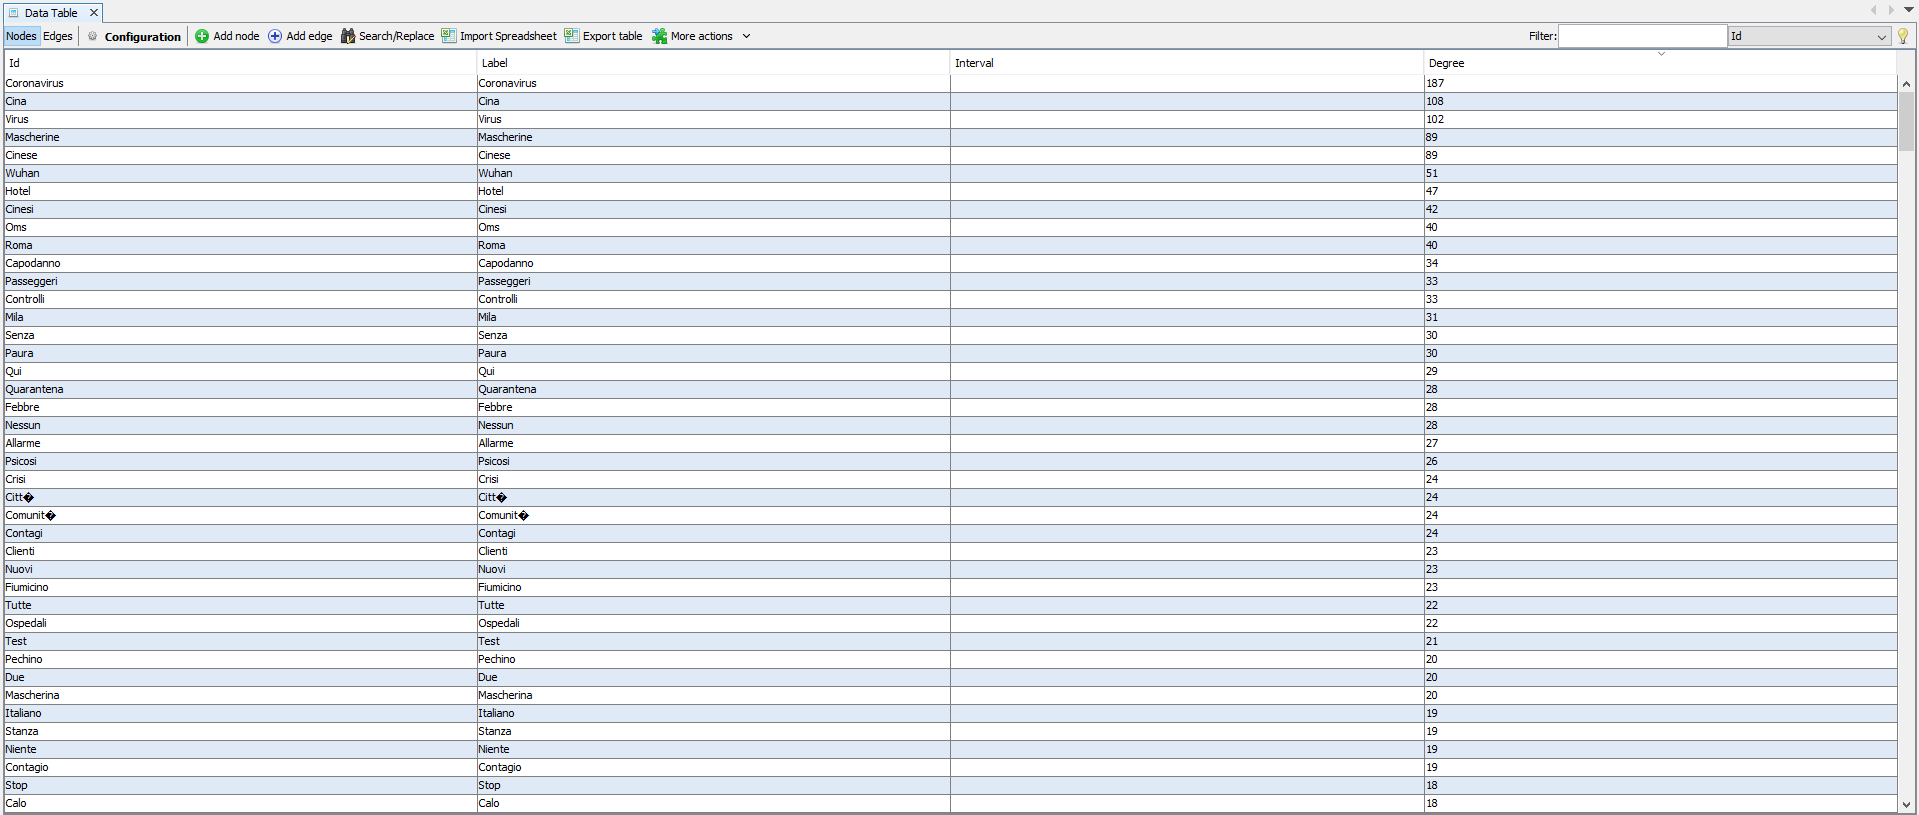 Data Table
Nodes Edges Configuration Add node Add edge Search/Replace Import Spreadsheet Export table More actions Filter: Id
Id Label Interval Degree
Coronavirus Coronavirus 187
Cina Cina 108
Virus Virus 102
Mascherine Mascherine 89
Cinese Cinese 89
Wuhan Wuhan 51
Hotel Hotel 47
Cinesi Cinesi 42
Oms Oms 40
Roma Roma 40
Capodanno Capodanno 34
Passeggeri Passeggeri 33
Controlli Controlli 33
Mila Mila 31
Senza Senza 30
Paura Paura 30
Qui Qui 29
Quarantena Quarantena 28
Febbre Febbre 28
Nessun Nessun 28
Allarme Allarme 27
Psicosi Psicosi 26
Crisi Crisi 24
Citt� Citt� 24
Comunit� Comunit� 24
Contagi Contagi 24
Clienti Clienti 23
Nuovi Nuovi 23
Fiumicino Fiumicino 23
Tutte Tutte 22
Ospedali Ospedali 22
Test Test 21
Pechino Pechino 20
Due Due 20
Mascherina Mascherina 20
Italiano Italiano 19
Stanza Stanza 19
Niente Niente 19
Contagio Contagio 19
Stop Stop 18
Calo Calo 18